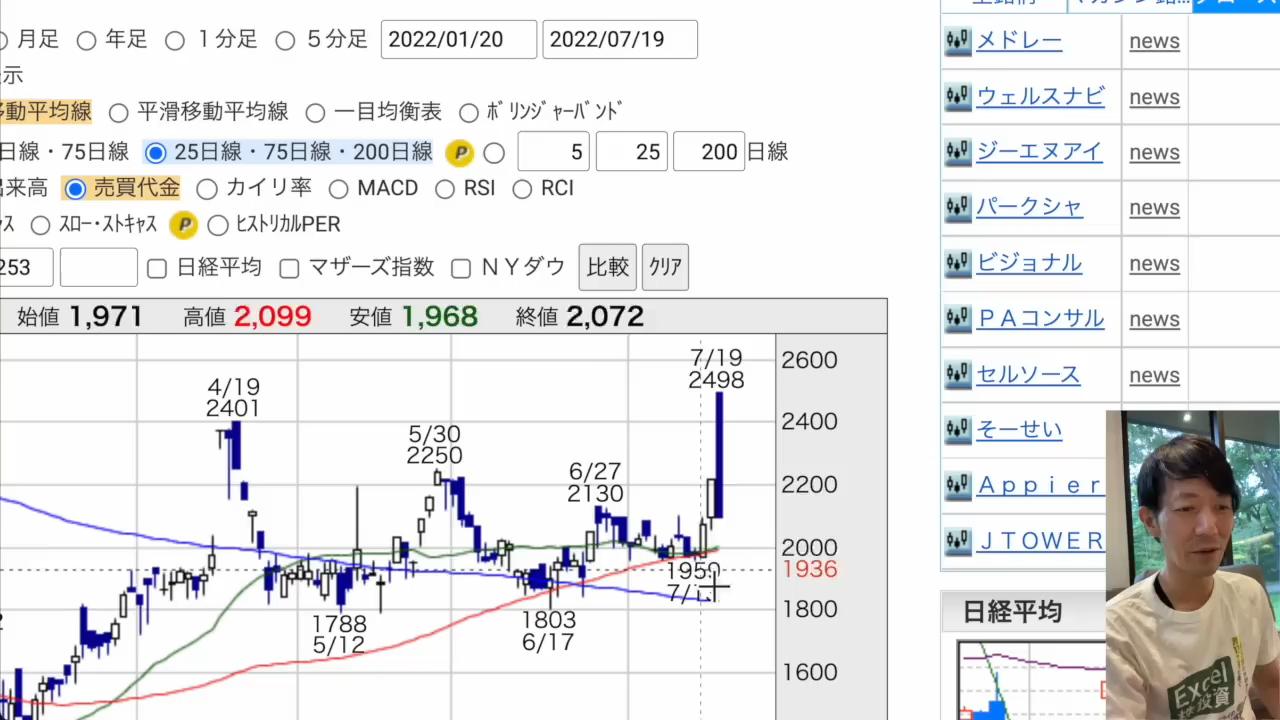 月足 年足 １分足 ５分足 2022/01/20 2022/07/19
示
移動平均線 平滑移動平均線 一目均衡表 ﾎﾞﾘﾝｼﾞｬｰﾊﾞﾝﾄﾞ
日線・75日線 25日線・75日線・200日線 P 5 25 200 日線
出来高 売買代金 カイリ率 MACD RSI RCI
ｽ ｽﾛｰ･ｽﾄｷｬｽ P ﾋｽﾄﾘｶﾙPER
253 日経平均 マザーズ指数 ＮＹダウ 比較 ｸﾘｱ
始値 1,971 高値 2,099 安値 1,968 終値 2,072
7/19
2498
4/19
2401
5/30
2250
6/27
2130
1950
1788
5/12
1803
6/17
2600
2400
2200
2000
1936
1800
1600
メドレー news
ウェルスナビ news
ジーエヌアイ news
パークシャ news
ビジョナル news
ＰＡコンサル news
セルソース news
そーせい
Ａｐｐｉｅｒ
ＪＴＯＷＥＲ
日経平均
Excel
株投資